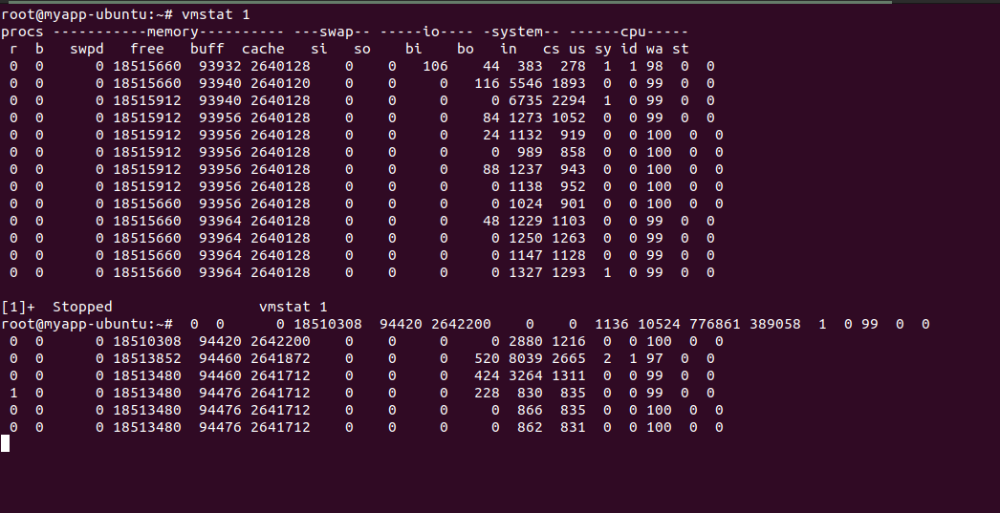 root@myapp-ubuntu:~# vmstat 1
procs -----------memory---------- ---swap-- -----io---- -system-- ------cpu-----
 r  b   swpd   free   buff  cache   si   so    bi    bo   in   cs us sy id wa st
 0  0      0 18515660  93932 2640128    0    0   106    44  383  278  1  1 98  0  0
 0  0      0 18515660  93940 2640120    0    0     0   116 5546 1893  0  0 99  0  0
 0  0      0 18515912  93940 2640128    0    0     0     0 6735 2294  1  0 99  0  0
 0  0      0 18515912  93956 2640128    0    0     0    84 1273 1052  0  0 99  0  0
 0  0      0 18515912  93956 2640128    0    0     0    24 1132  919  0  0 100  0  0
 0  0      0 18515912  93956 2640128    0    0     0     0  989  858  0  0 100  0  0
 0  0      0 18515912  93956 2640128    0    0     0    88 1237  943  0  0 100  0  0
 0  0      0 18515912  93956 2640128    0    0     0     0 1138  952  0  0 100  0  0
 0  0      0 18515660  93956 2640128    0    0     0     0 1024  901  0  0 100  0  0
 0  0      0 18515660  93964 2640128    0    0     0    48 1229 1103  0  0 99  0  0
 0  0      0 18515660  93964 2640128    0    0     0     0 1250 1263  0  0 99  0  0
 0  0      0 18515660  93964 2640128    0    0     0     0 1147 1128  0  0 99  0  0
 0  0      0 18515660  93964 2640128    0    0     0     0 1327 1293  1  0 99  0  0
[1]+  Stopped                 vmstat 1
root@myapp-ubuntu:~#  0  0      0 18510308  94420 2642200    0    0  1136 10524 776861 389058  1  0 99  0  0
 0  0      0 18510308  94420 2642200    0    0     0     0 2880 1216  0  0 100  0  0
 0  0      0 18513852  94460 2641872    0    0     0   520 8039 2665  2  1 97  0  0
 0  0      0 18513480  94460 2641712    0    0     0   424 3264 1311  0  0 99  0  0
 1  0      0 18513480  94476 2641712    0    0     0   228  830  835  0  0 99  0  0
 0  0      0 18513480  94476 2641712    0    0     0     0  866  835  0  0 100  0  0
 0  0      0 18513480  94476 2641712    0    0     0     0  862  831  0  0 100  0  0